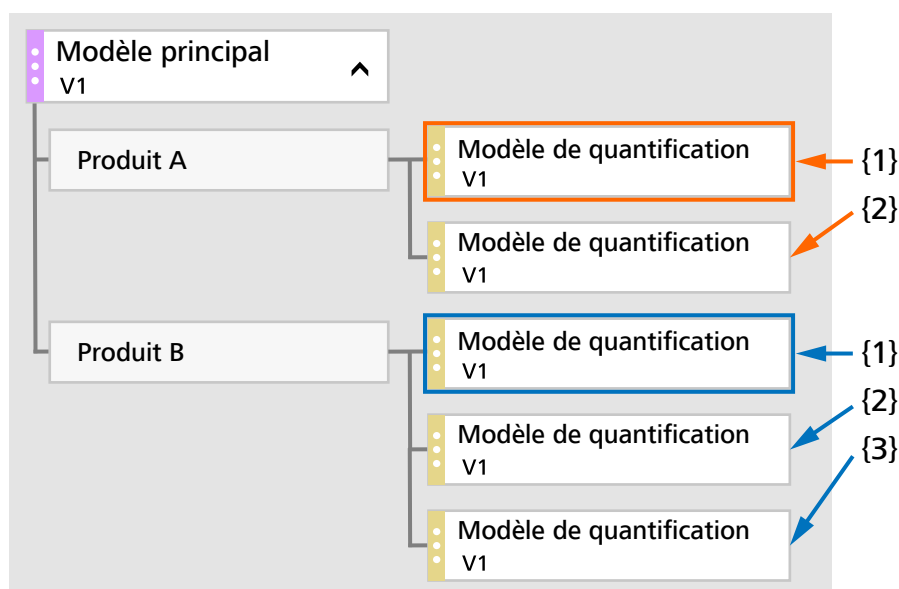 Modèle principal
V1
Produit A
Modèle de quantification
V1
{1}
{2}
Modèle de quantification
V1
Produit B
Modèle de quantification
V1
{1}
{2}
Modèle de quantification
V1
{3}
Modèle de quantification
V1